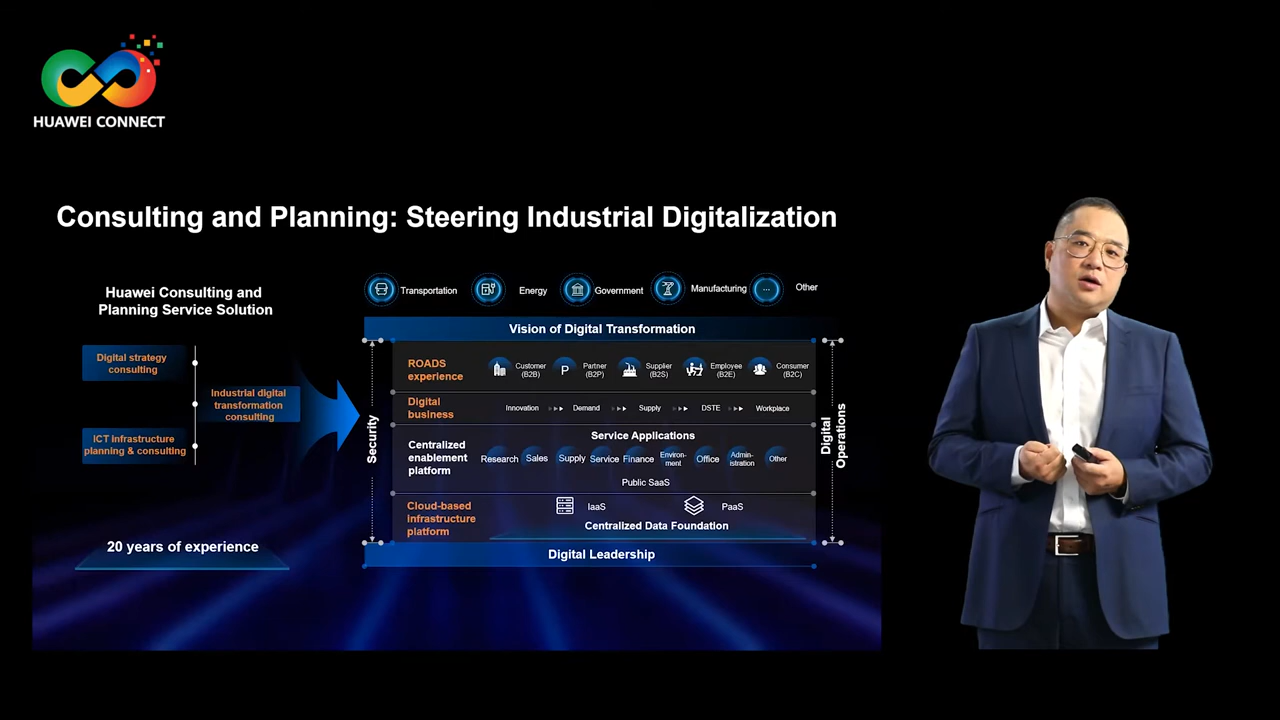 HUAWEI CONNECT
Consulting and Planning: Steering Industrial Digitalization
Huawei Consulting and
Planning Service Solution
Digital strategy
consulting
Industrial digital
transformation
consulting
ICT infrastructure
planning & consulting
20 years of experience
Transportation
Energy
Government
Manufacturing
Other
Vision of Digital Transformation
Security
ROADS
experience
Customer
(B2B)
P
Partner
(B2P)
Supplier
(B2S)
Employee
(B2E)
Consumer
(B2C)
Digital
business
Innovation
Demand
Supply
DSTE
Workplace
Centralized
enablement
platform
Service Applications
Research
Sales
Supply
Service
Finance
Environ-
ment
Office
Admin-
istration
Other
Public SaaS
Cloud-based
infrastructure
platform
IaaS
PaaS
Centralized Data Foundation
Digital
Operations
Digital Leadership